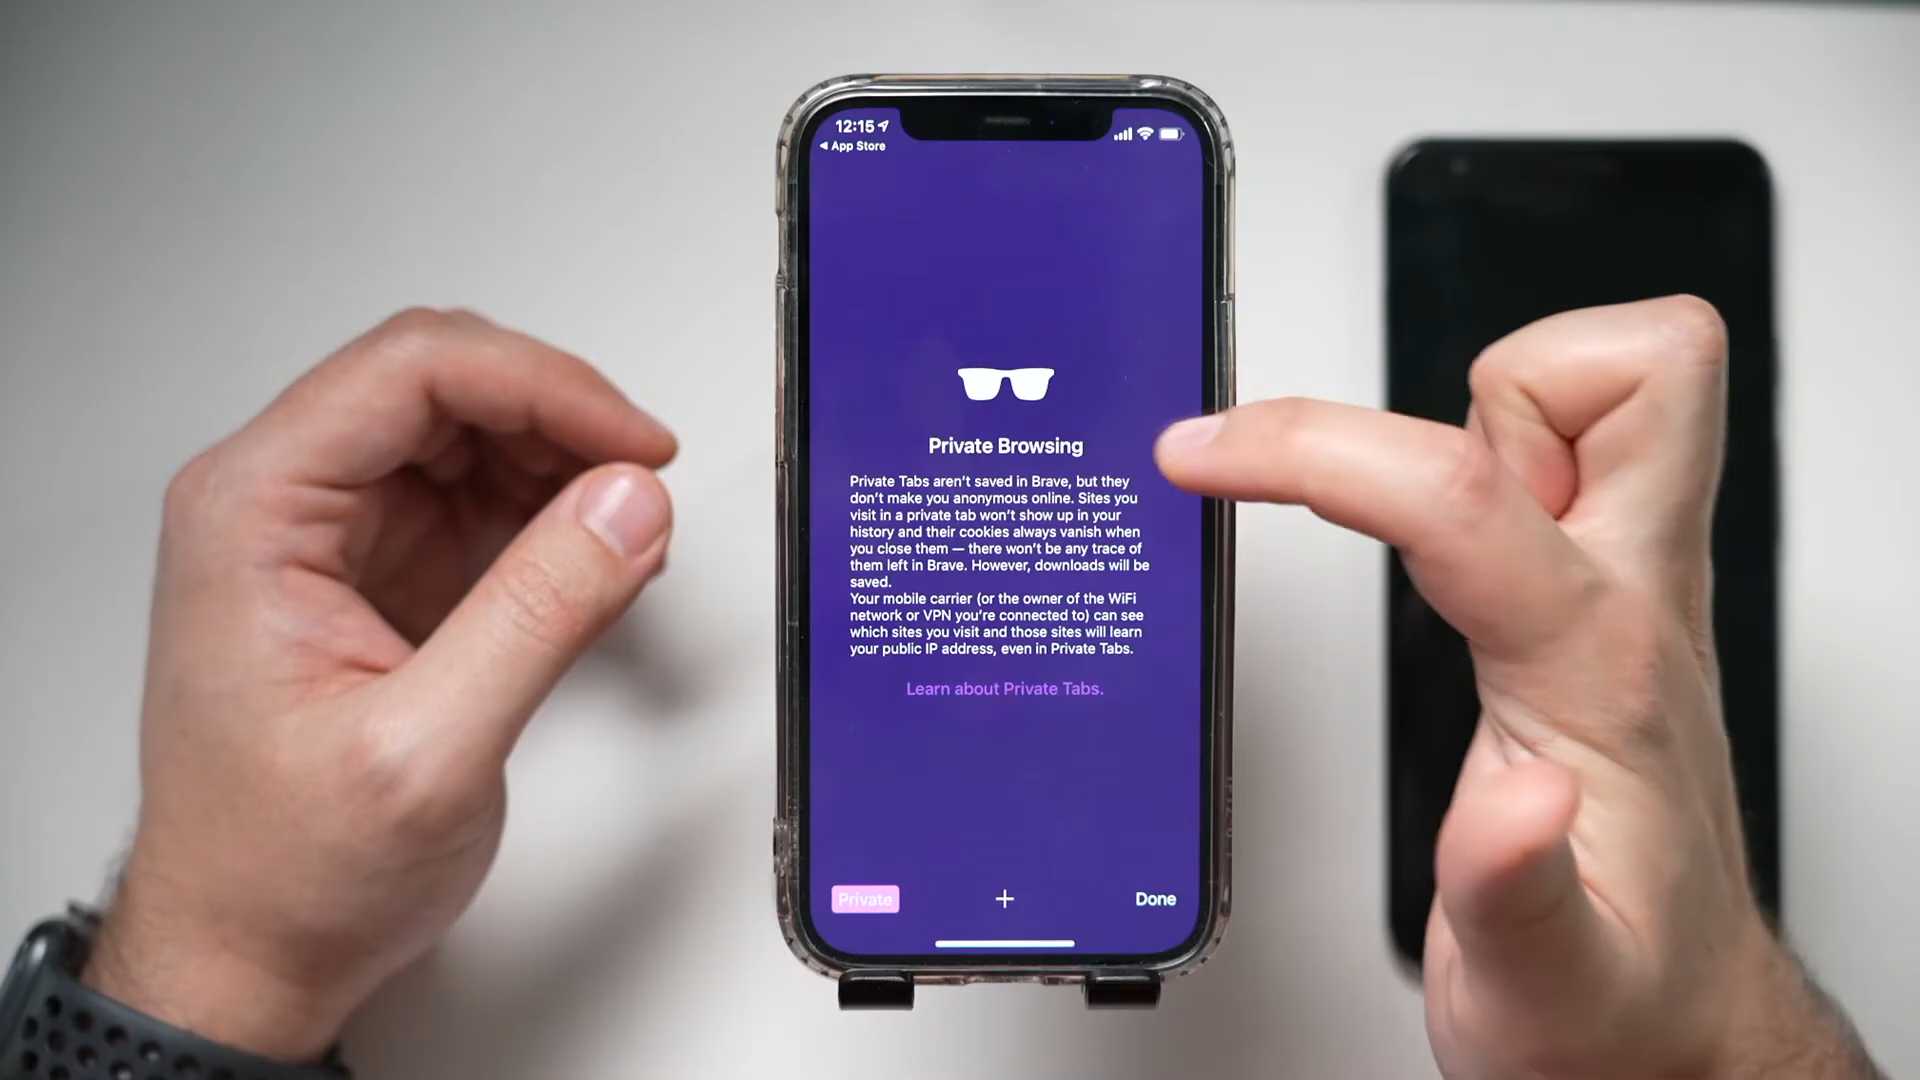 12:15
App Store
Private Browsing
Private Tabs aren't saved in Brave, but they
don't make you anonymous online. Sites you
visit in a private tab won't show up in your
history and their cookies always vanish when
you close them — there won't be any trace of
them left in Brave. However, downloads will be
saved.
Your mobile carrier (or the owner of the WiFi
network or VPN you're connected to) can see
which sites you visit and those sites will learn
your public IP address, even in Private Tabs.
Learn about Private Tabs.
Private + Done